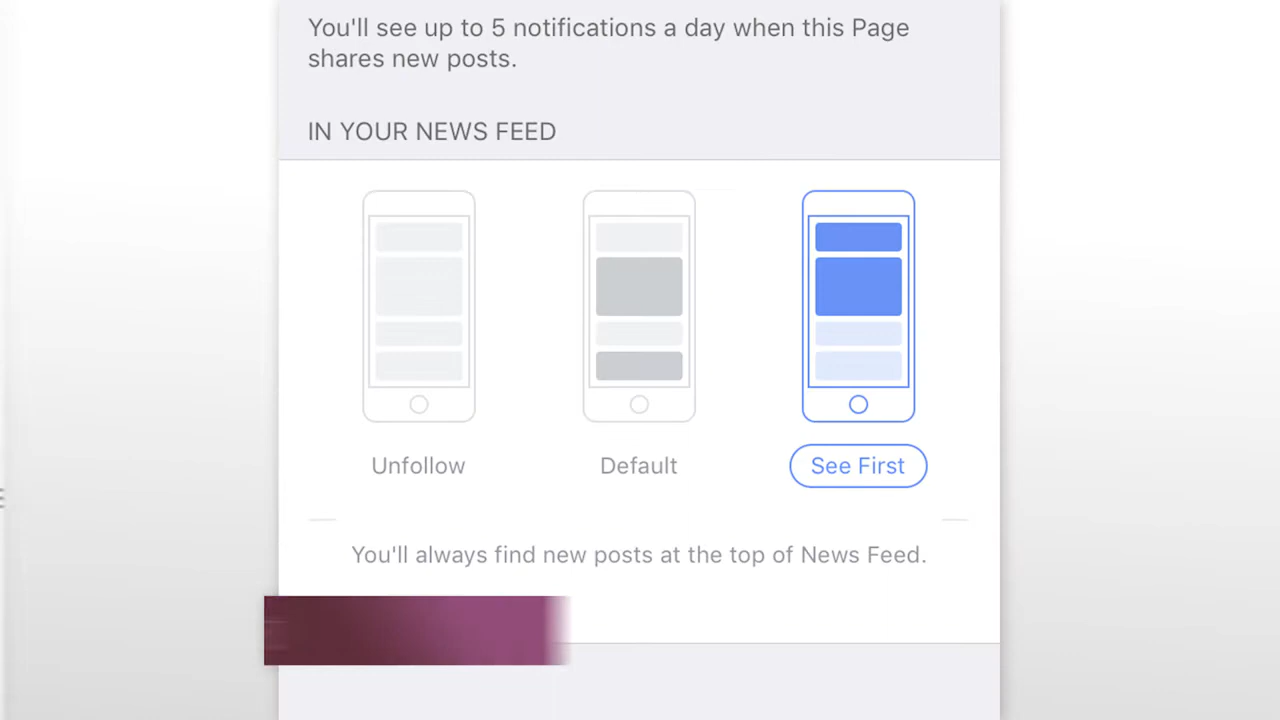 You'll see up to 5 notifications a day when this Page
shares new posts.
IN YOUR NEWS FEED
Unfollow
Default
See First
You'll always find new posts at the top of News Feed.